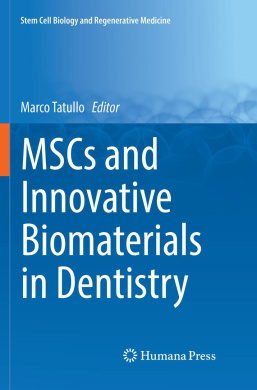 Stem Cell Biology and Regenerative Medicine
Marco Tatullo Editor
MSCs and
Innovative
Biomaterials
in Dentistry
Humana Press